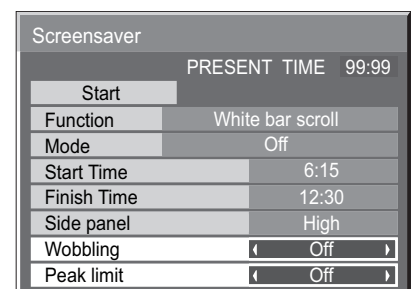 Screensaver
PRESENT TIME 99:99
Start
Function White bar scroll
Mode Off
Start Time 6:15
Finish Time 12:30
Side panel High
Wobbling Off
Peak limit Off